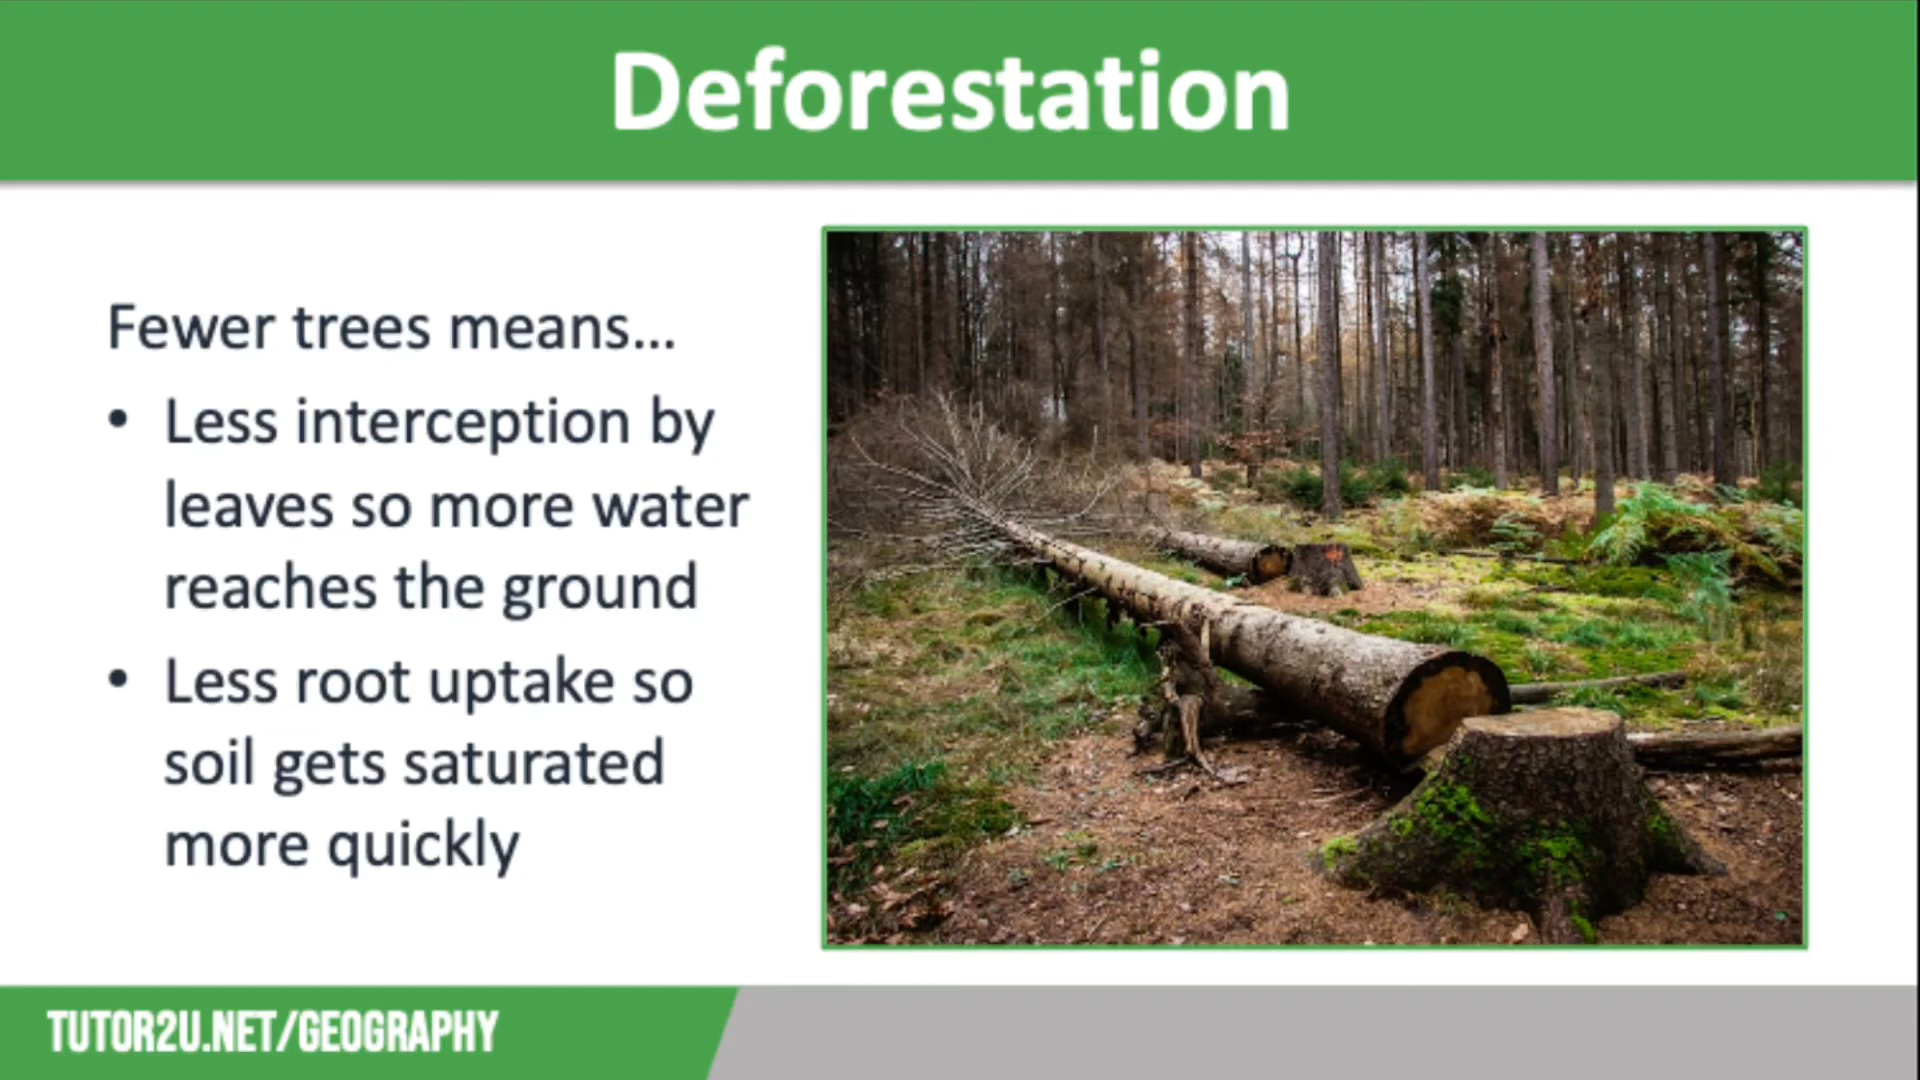 Deforestation
Fewer trees means...
• Less interception by
leaves so more water
reaches the ground
• Less root uptake so
soil gets saturated
more quickly
TUTOR2U.NET/GEOGRAPHY